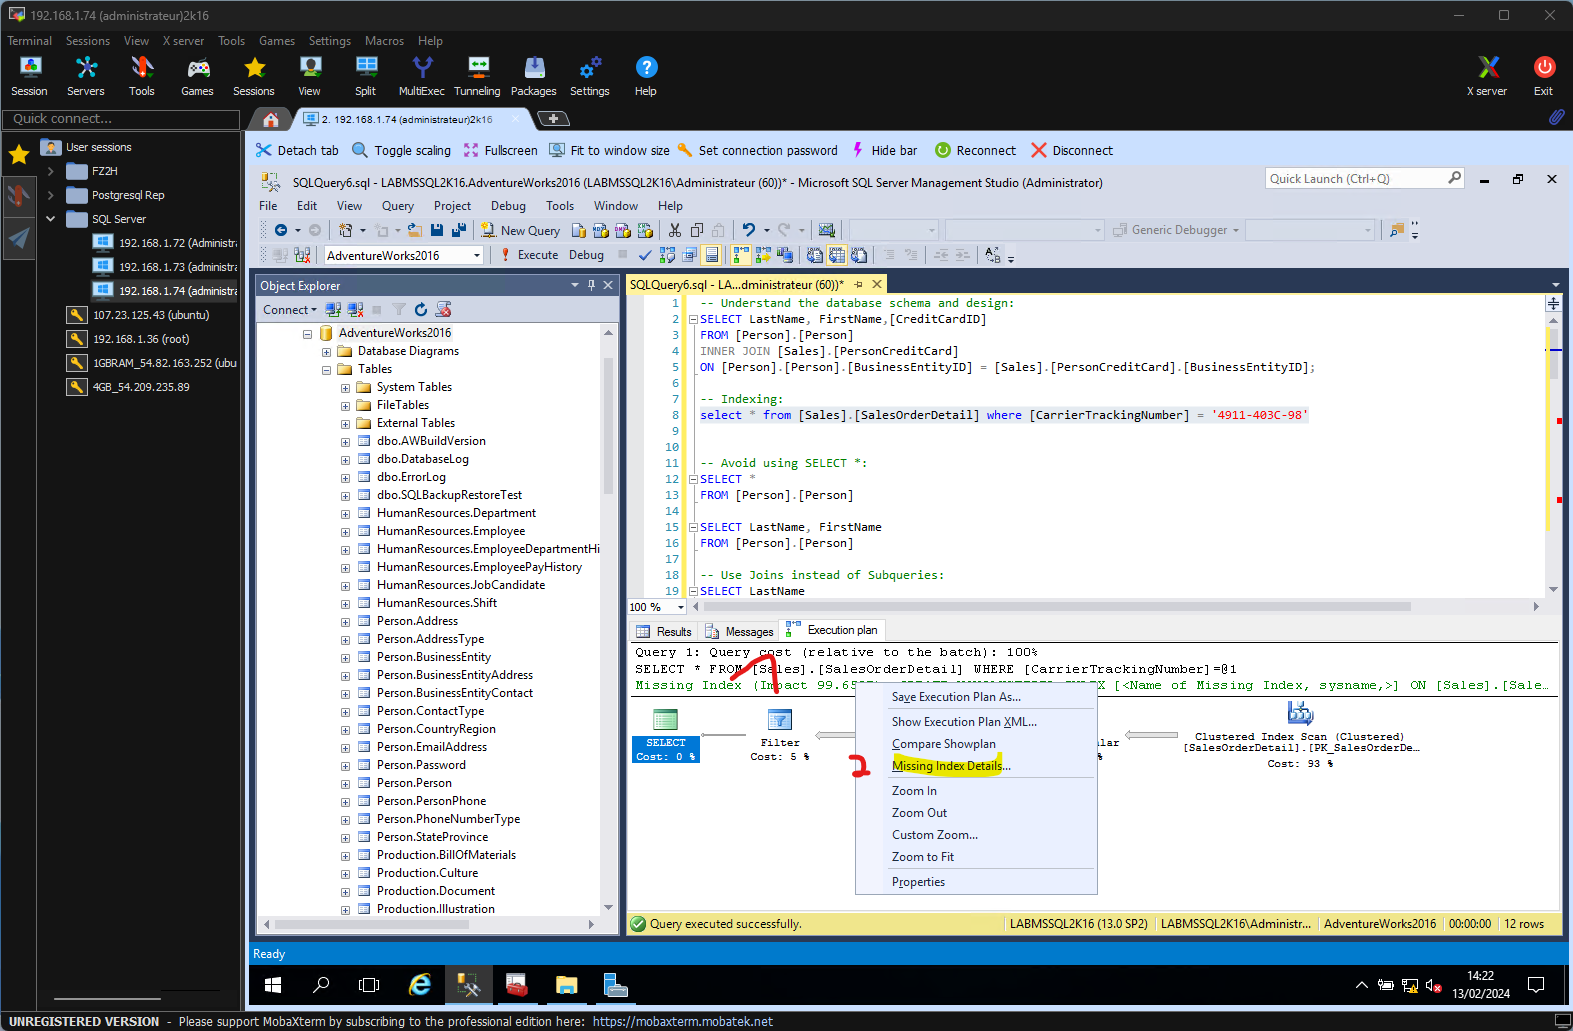 192.168.1.74 (administrateur)2k16
Terminal Sessions View X server Tools Games Settings Macros Help
Session Servers Tools Games Sessions View Split MultiExec Tunneling Packages Settings Help X server Exit
Quick connect...
2. 192.168.1.74 (administrateur)2k16
User sessions
FZ2H
Postgresql Rep
SQL Server
192.168.1.72 (Administra
192.168.1.73 (administra
192.168.1.74 (administra
107.23.125.43 (ubuntu)
192.168.1.36 (root)
1GBRAM_54.82.163.252 (ubu
4GB_54.209.235.89
Detach tab Toggle scaling Fullscreen Fit to window size Set connection password Hide bar Reconnect Disconnect
SQLQuery6.sql - LABMSSQL2K16.AdventureWorks2016 (LABMSSQL2K16\Administrateur (60))* - Microsoft SQL Server Management Studio (Administrator)
Quick Launch (Ctrl+Q)
File Edit View Query Project Debug Tools Window Help
New Query
Generic Debugger
AdventureWorks2016
Execute Debug
Object Explorer
Connect
AdventureWorks2016
Database Diagrams
Tables
System Tables
FileTables
External Tables
dbo.AWBuildVersion
dbo.DatabaseLog
dbo.ErrorLog
dbo.SQLBackupRestoreTest
HumanResources.Department
HumanResources.Employee
HumanResources.EmployeeDepartmentHi
HumanResources.EmployeePayHistory
HumanResources.JobCandidate
HumanResources.Shift
Person.Address
Person.AddressType
Person.BusinessEntity
Person.BusinessEntityAddress
Person.BusinessEntityContact
Person.ContactType
Person.CountryRegion
Person.EmailAddress
Person.Password
Person.Person
Person.PersonPhone
Person.PhoneNumberType
Person.StateProvince
Production.BillOfMaterials
Production.Culture
Production.Document
Production.Illustration
SQLQuery6.sql - LA...dministrateur (60))*
1 -- Understand the database schema and design:
2 SELECT LastName, FirstName,[CreditCardID]
3 FROM [Person].[Person]
4 INNER JOIN [Sales].[PersonCreditCard]
5 ON [Person].[Person].[BusinessEntityID] = [Sales].[PersonCreditCard].[BusinessEntityID];
6
7 -- Indexing:
8 select * from [Sales].[SalesOrderDetail] where [CarrierTrackingNumber] = '4911-403C-98'
9
10
11 -- Avoid using SELECT *:
12 SELECT *
13 FROM [Person].[Person]
14
15 SELECT LastName, FirstName
16 FROM [Person].[Person]
17
18 -- Use Joins instead of Subqueries:
19 SELECT LastName
100 %
Results Messages Execution plan
Query 1: Query cost (relative to the batch): 100%
SELECT * FROM [Sales].[SalesOrderDetail] WHERE [CarrierTrackingNumber]=@1
Missing Index (Impact 99.65 INDEX [<Name of Missing Index, sysname,>] ON [Sales].[Sale...
1
2
SELECT
Cost: 0 %
Filter
Cost: 5 %
lar
%
Clustered Index Scan (Clustered)
[SalesOrderDetail].[PK_SalesOrderDe...
Cost: 93 %
Save Execution Plan As...
Show Execution Plan XML...
Compare Showplan
Missing Index Details...
Zoom In
Zoom Out
Custom Zoom...
Zoom to Fit
Properties
Query executed successfully.
LABMSSQL2K16 (13.0 SP2) LABMSSQL2K16\Administr... AdventureWorks2016 00:00:00 12 rows
Ready
14:22
13/02/2024
UNREGISTERED VERSION - Please support MobaXterm by subscribing to the professional edition here: https://mobaxterm.mobatek.net